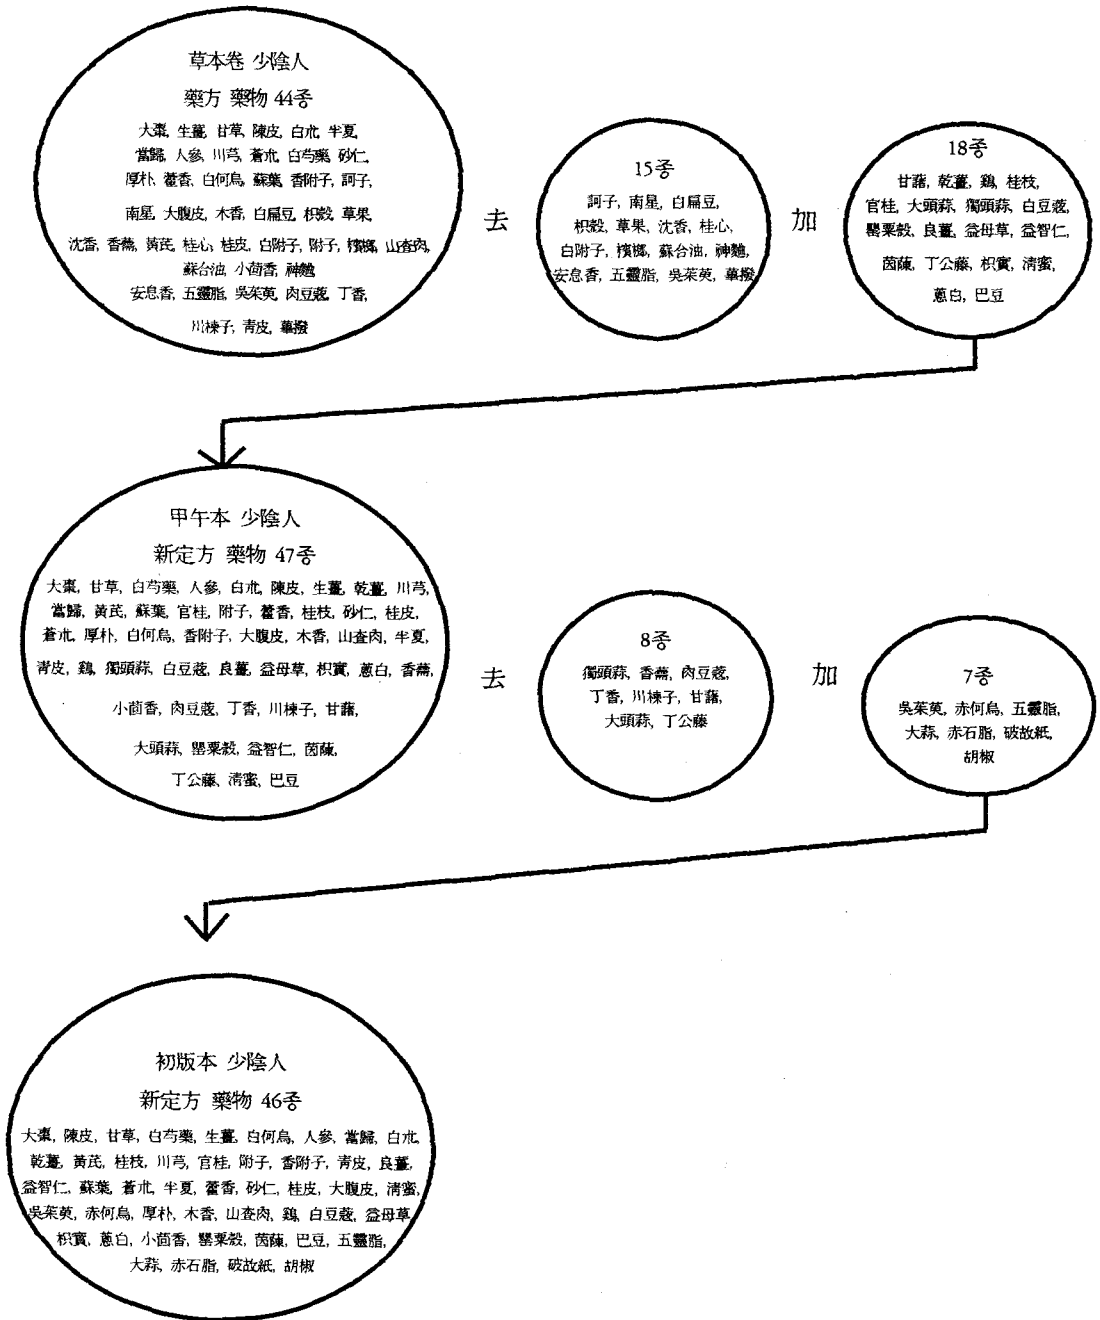 草本卷 少陰人
藥方 藥物 44종
大棗, 生薑, 甘草, 陳皮, 白朮, 半夏,
當歸, 人參, 川芎, 蒼朮, 白芍藥, 砂仁,
厚朴, 藿香, 白何烏, 蘇葉, 香附子, 訶子,
南星, 大腹皮, 木香, 白扁豆, 枳殼, 草果,
沈香, 香薷, 黃芪, 桂心, 桂皮, 白附子, 附子, 檳榔, 山査肉,
蘇合油, 小茴香, 神麯
安息香, 五靈脂, 吳茱萸, 肉豆蔲, 丁香,
川楝子, 靑皮, 蓽撥
去
15종
訶子, 南星, 白扁豆,
枳殼, 草果, 沈香, 桂心,
白附子, 檳榔, 蘇合油, 神麯,
安息香, 五靈脂, 吳茱萸, 蓽撥
加
18종
甘藷, 乾薑, 鷄, 桂枝,
官桂, 大頭蒜, 獨頭蒜, 白豆蔲,
罌粟殼, 良薑, 益母草, 益智仁,
茵蔯, 丁公藤, 枳實, 淸蜜,
蔥白, 巴豆
甲午本 少陰人
新定方 藥物 47종
大棗, 甘草, 白芍藥, 人參, 白朮, 陳皮, 生薑, 乾薑, 川芎,
當歸, 黃芪, 蘇葉, 官桂, 附子, 藿香, 桂枝, 砂仁, 桂皮,
蒼朮, 厚朴, 白何烏, 香附子, 大腹皮, 木香, 山査肉, 半夏,
靑皮, 鷄, 獨頭蒜, 白豆蔲, 良薑, 益母草, 枳實, 蔥白, 香薷,
小茴香, 肉豆蔲, 丁香, 川楝子, 甘藷,
大頭蒜, 罌粟殼, 益智仁, 茵蔯,
丁公藤, 淸蜜, 巴豆
去
8종
獨頭蒜, 香薷, 肉豆蔲,
丁香, 川楝子, 甘藷,
大頭蒜, 丁公藤
加
7종
吳茱萸, 赤何烏, 五靈脂,
大蒜, 赤石脂, 破故紙,
胡椒
初版本 少陰人
新定方 藥物 46종
大棗, 陳皮, 甘草, 白芍藥, 生薑, 白何烏, 人參, 當歸, 白朮,
乾薑, 黃芪, 桂枝, 川芎, 官桂, 附子, 香附子, 靑皮, 良薑,
益智仁, 蘇葉, 蒼朮, 半夏, 藿香, 砂仁, 桂皮, 大腹皮, 淸蜜,
吳茱萸, 赤何烏, 厚朴, 木香, 山査肉, 鷄, 白豆蔲, 益母草
枳實, 蔥白, 小茴香, 罌粟殼, 茵蔯, 巴豆, 五靈脂,
大蒜, 赤石脂, 破故紙, 胡椒